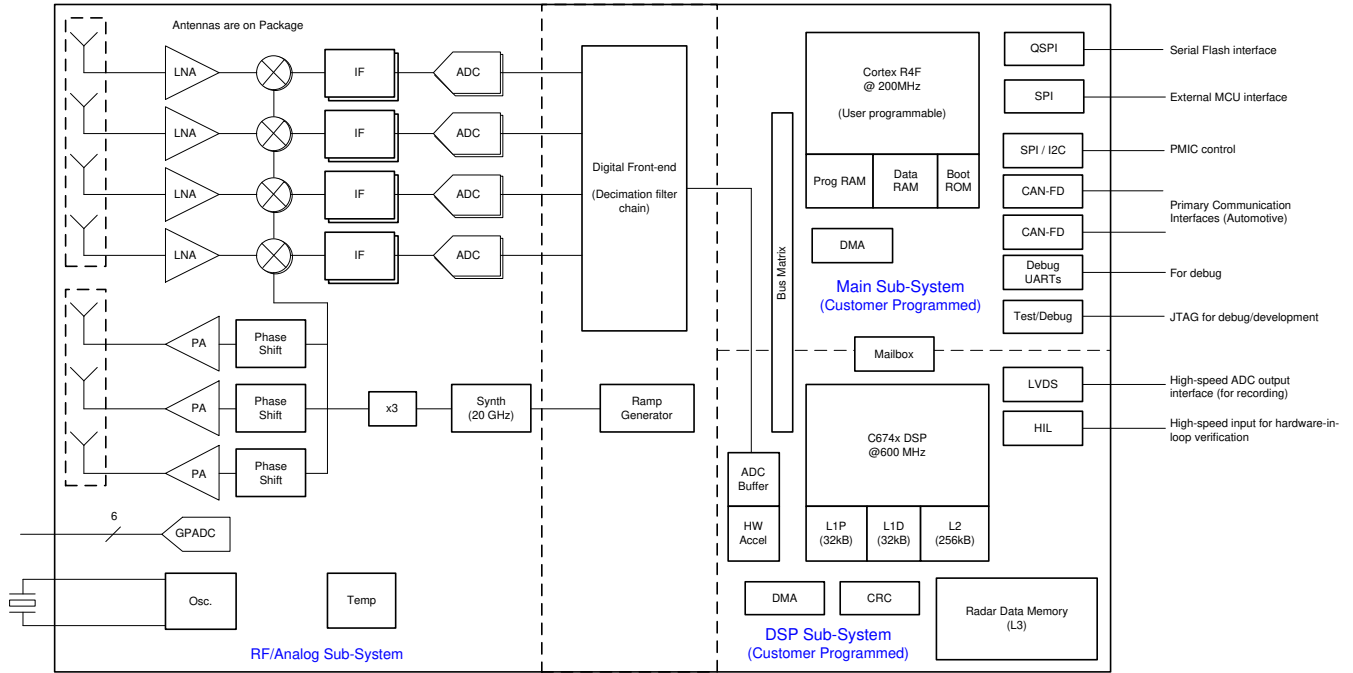 Antennas are on Package
LNA
IF
ADC
LNA
IF
ADC
LNA
IF
ADC
LNA
IF
ADC
PA
Phase
Shift
PA
Phase
Shift
PA
Phase
Shift
x3
Synth
(20 GHz)
Ramp
Generator
Digital Front-end
(Decimation filter
chain)
6
GPADC
Osc.
Temp
RF/Analog Sub-System
Bus Matrix
Cortex R4F
@ 200MHz
(User programmable)
Prog RAM
Data
RAM
Boot
ROM
DMA
Main Sub-System
(Customer Programmed)
QSPI
Serial Flash interface
SPI
External MCU interface
SPI / I2C
PMIC control
CAN-FD
CAN-FD
Primary Communication
Interfaces (Automotive)
Debug
UARTs
For debug
Test/Debug
JTAG for debug/development
Mailbox
LVDS
High-speed ADC output
interface (for recording)
HIL
High-speed input for hardware-in-
loop verification
C674x DSP
@600 MHz
L1P
(32kB)
L1D
(32kB)
L2
(256kB)
ADC
Buffer
HW
Accel
DMA
CRC
Radar Data Memory
(L3)
DSP Sub-System
(Customer Programmed)